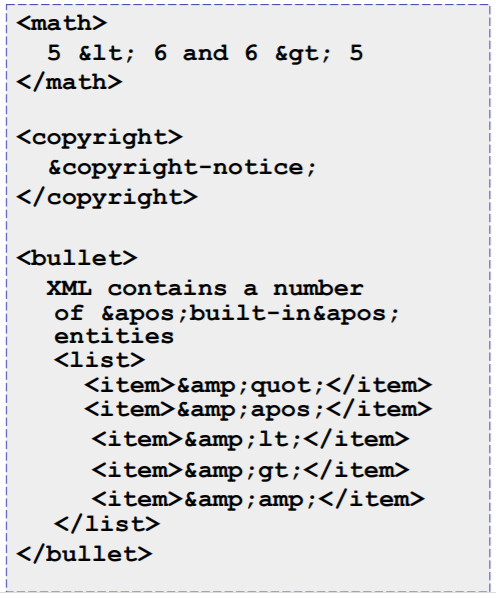 <math>
5 &lt; 6 and 6 &gt; 5
</math>
<copyright>
&copyright-notice;
</copyright>
<bullet>
XML contains a number
of &apos;built-in&apos;
entities
<list>
<item>&amp;quot;</item>
<item>&amp;apos;</item>
<item>&amp;lt;</item>
<item>&amp;gt;</item>
<item>&amp;amp;</item>
</list>
</bullet>